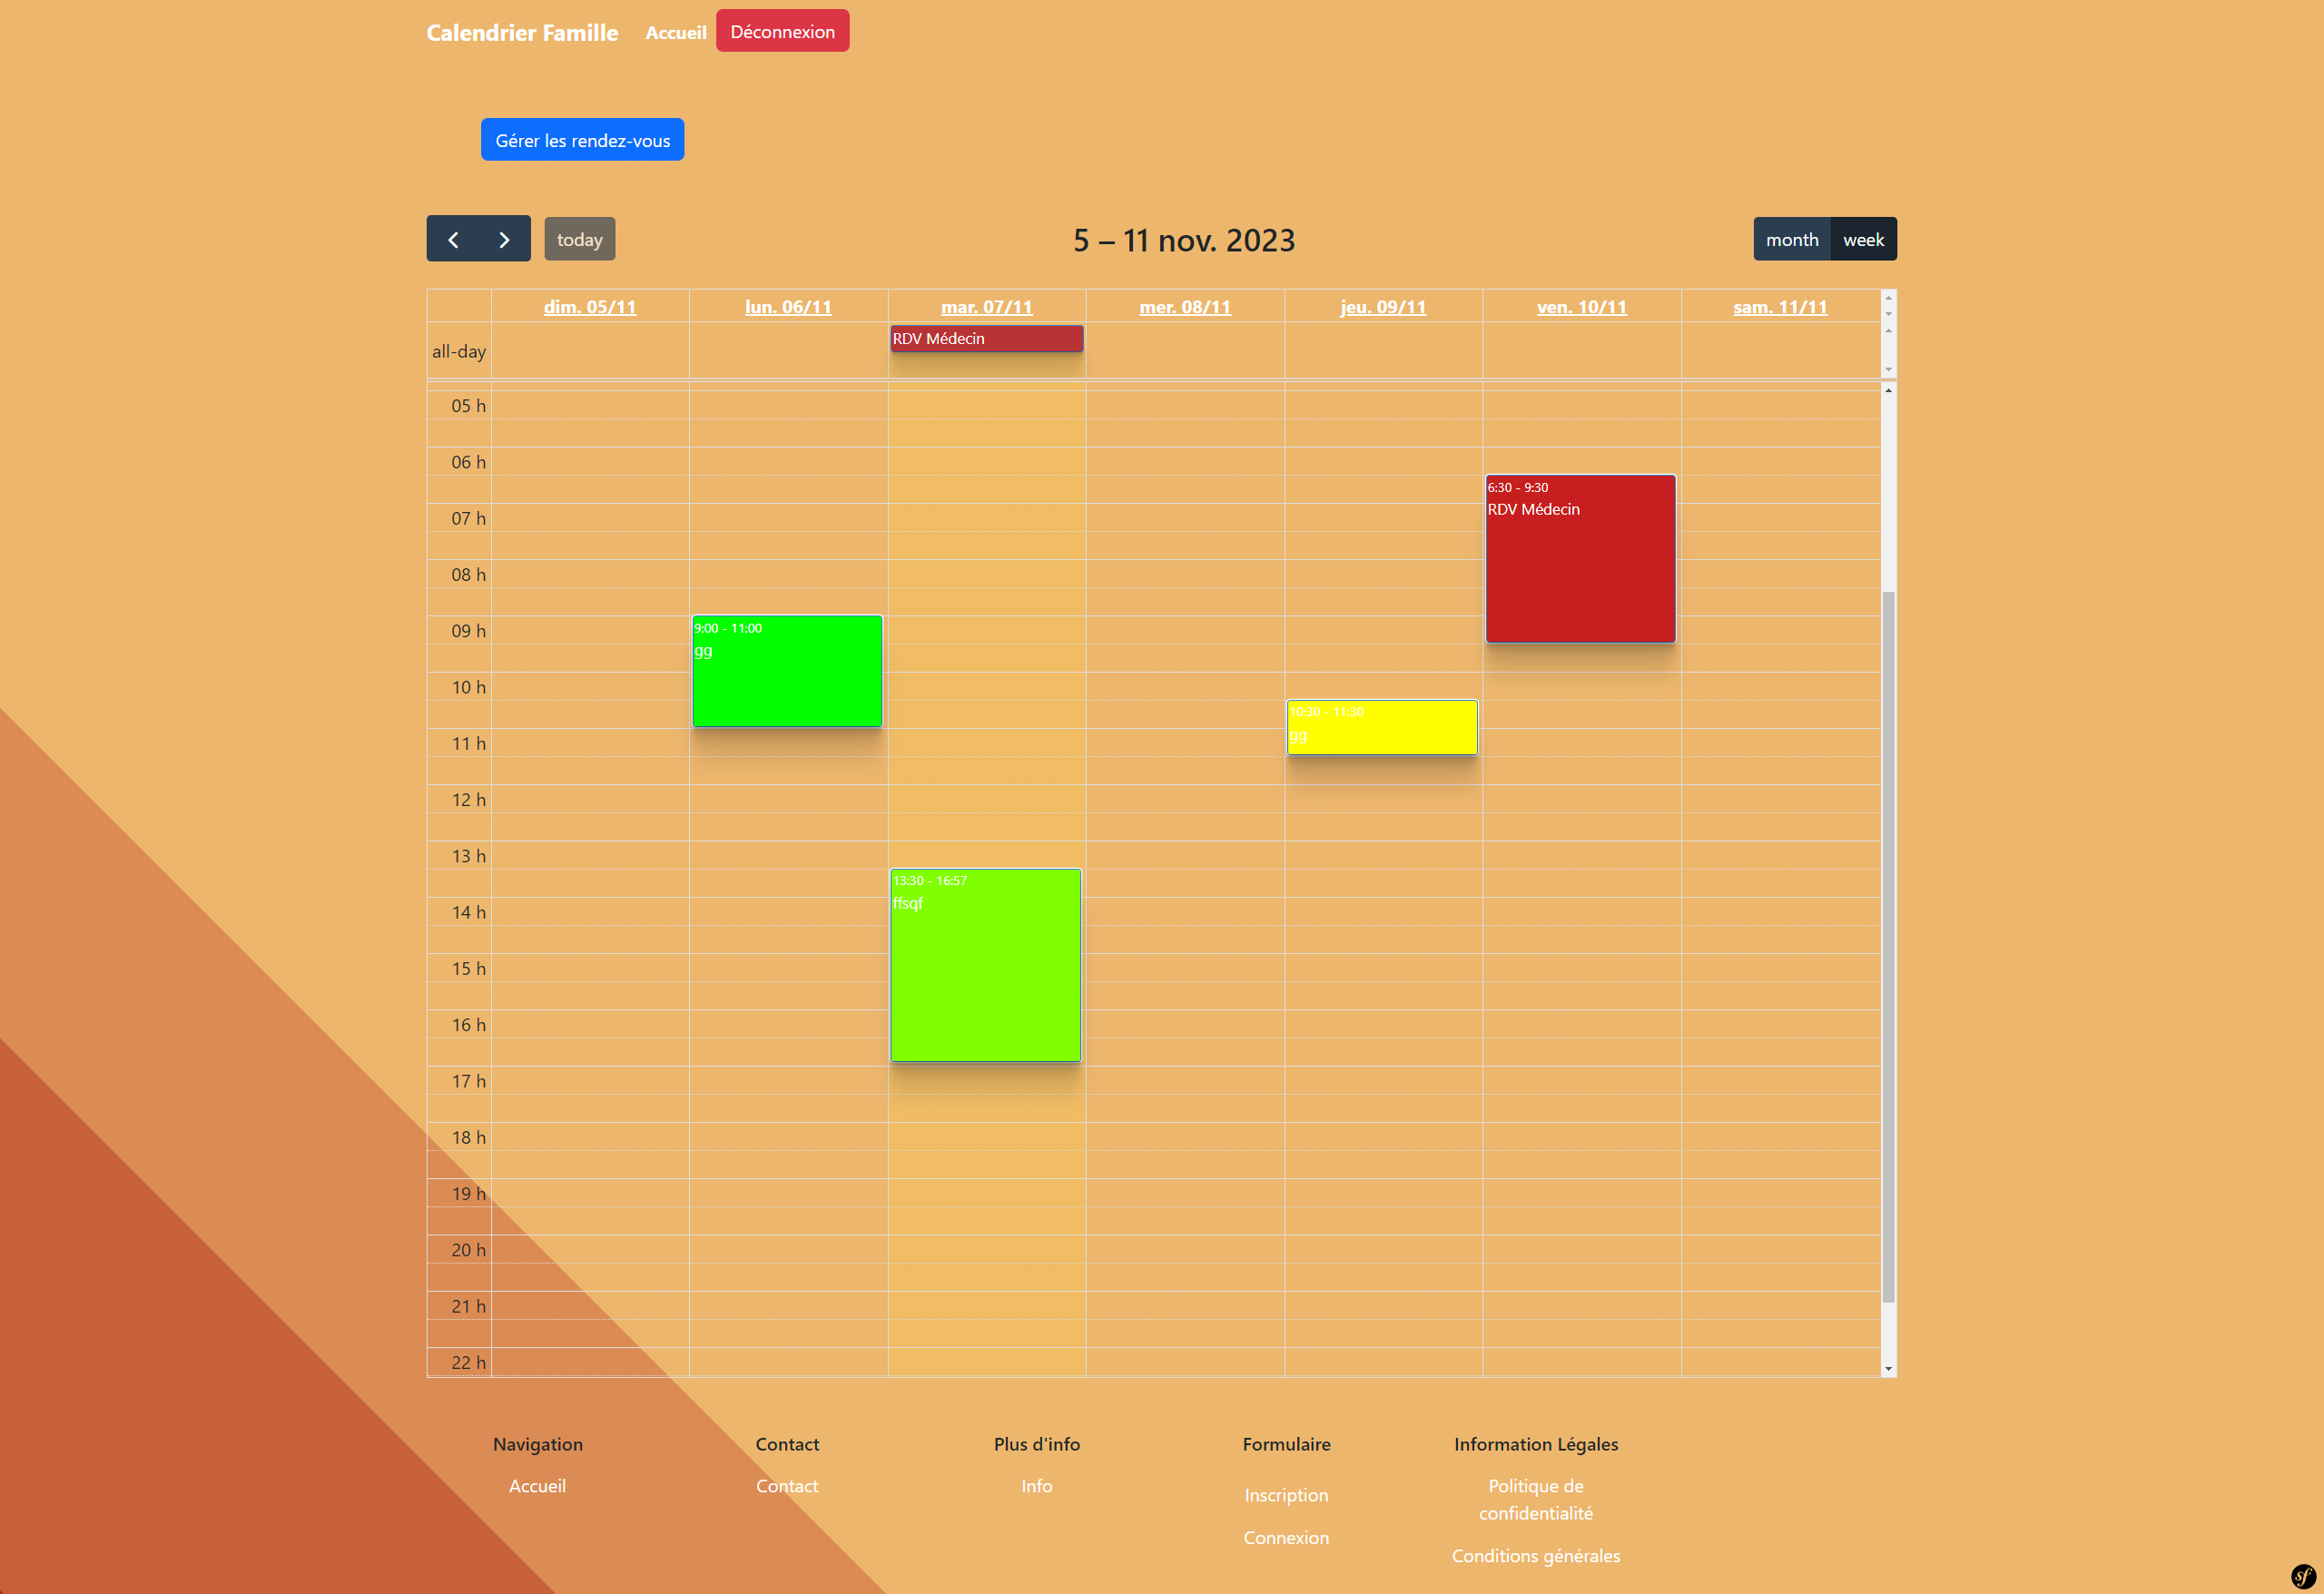 Calendrier Famille Accueil Déconnexion
Gérer les rendez-vous
today 5 – 11 nov. 2023 month week
dim. 05/11 lun. 06/11 mar. 07/11 mer. 08/11 jeu. 09/11 ven. 10/11 sam. 11/11
all-day RDV Médecin
05 h
06 h
6:30 - 9:30
RDV Médecin
07 h
08 h
09 h
9:00 - 11:00
gg
10 h
10:30 - 11:30
gg
11 h
12 h
13 h
13:30 - 16:57
ffsqf
14 h
15 h
16 h
17 h
18 h
19 h
20 h
21 h
22 h
Navigation Contact Plus d'info Formulaire Information Légales
Accueil Contact Info Inscription Politique de
confidentialité
Connexion
Conditions générales
sf